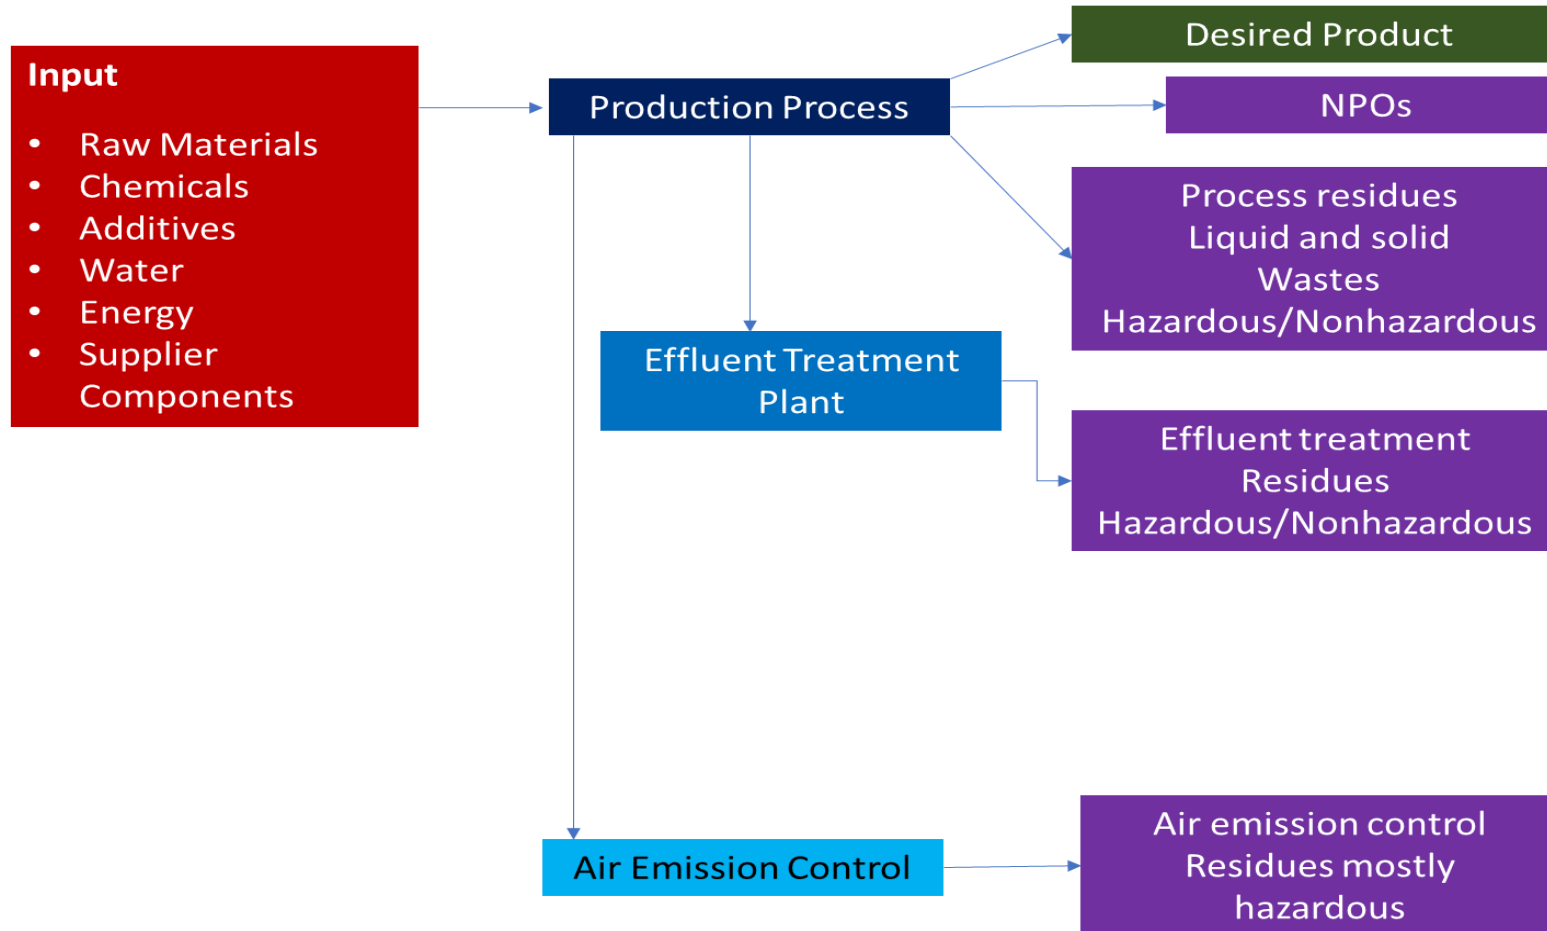 Input
• Raw Materials
• Chemicals
• Additives
• Water
• Energy
• Supplier
Components
Production Process
Desired Product
NPOs
Process residues
Liquid and solid
Wastes
Hazardous/Nonhazardous
Effluent Treatment
Plant
Effluent treatment
Residues
Hazardous/Nonhazardous
Air Emission Control
Air emission control
Residues mostly
hazardous